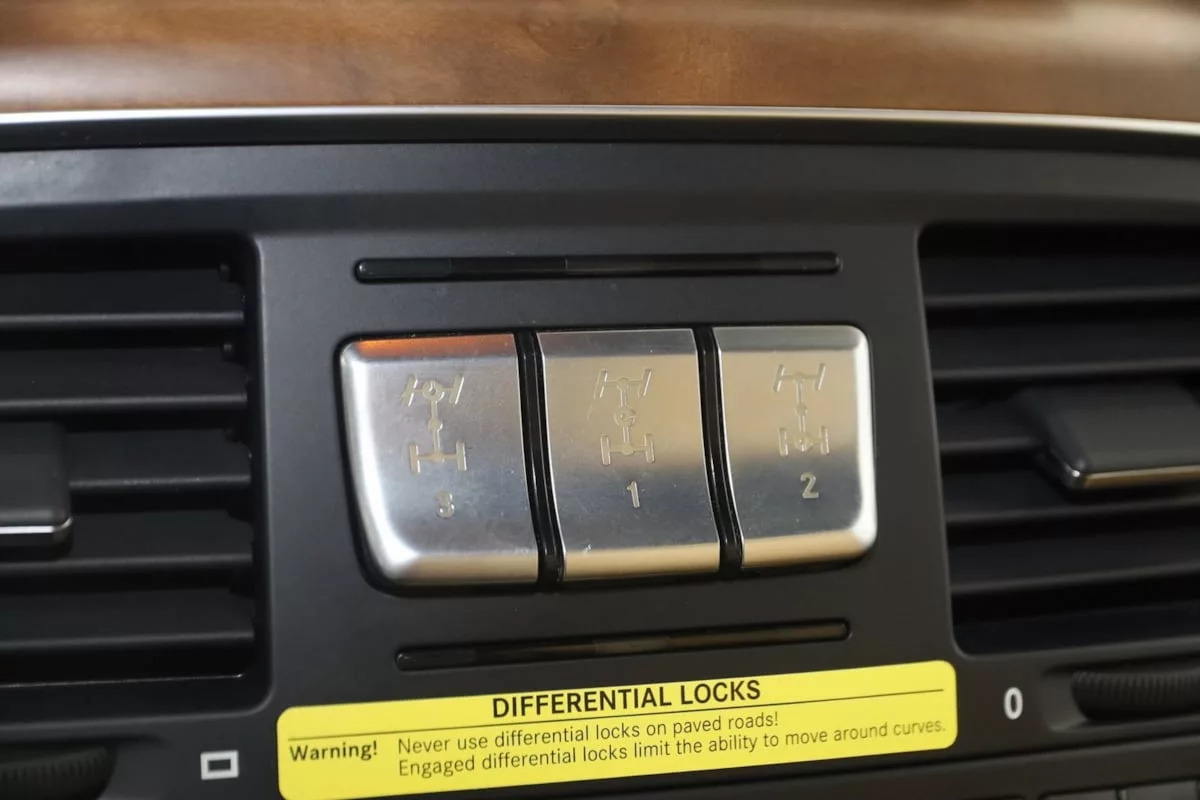 3 1 2
DIFFERENTIAL LOCKS
Warning! Never use differential locks on paved roads!
Engaged differential locks limit the ability to move around curves.
0